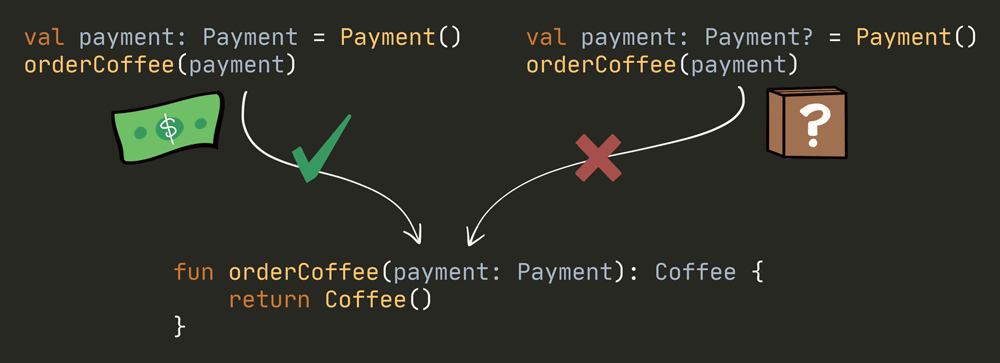 val payment: Payment = Payment()
orderCoffee(payment)
$
val payment: Payment? = Payment()
orderCoffee(payment)
?
fun orderCoffee(payment: Payment): Coffee {
    return Coffee()
}